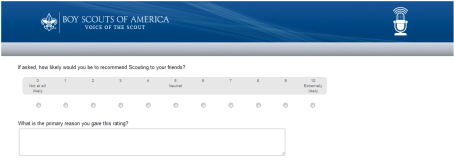 BOY SCOUTS OF AMERICA
VOICE OF THE SCOUT
If asked, how likely would you be to recommend Scouting to your friends?
0 1 2 3 4 5 6 7 8 9 10
Not at all likely Neutral Extremely likely
What is the primary reason you gave this rating?